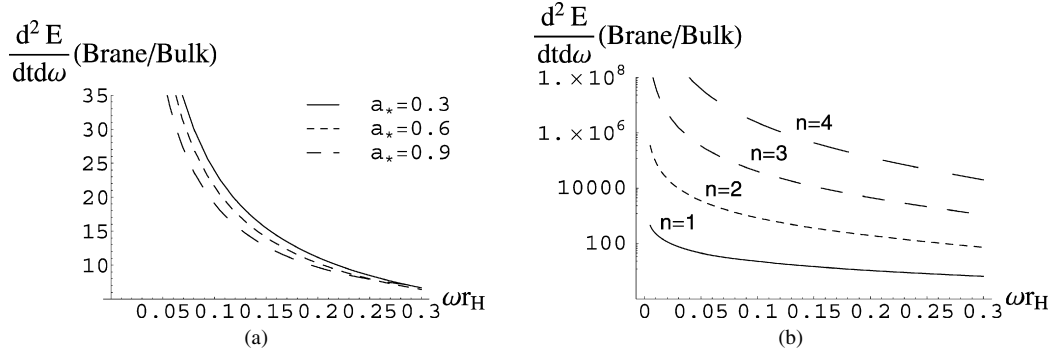 d² E
dtdω (Brane/Bulk)
35
30
25
20
15
10
0.05 0.1 0.15 0.2 0.25 0.3
ωr_H
a_*=0.3
a_*=0.6
a_*=0.9
(a)
d² E
dtdω (Brane/Bulk)
1.×10⁸
1.×10⁶
10000
100
0 0.05 0.1 0.15 0.2 0.25 0.3
ωr_H
n=4
n=3
n=2
n=1
(b)